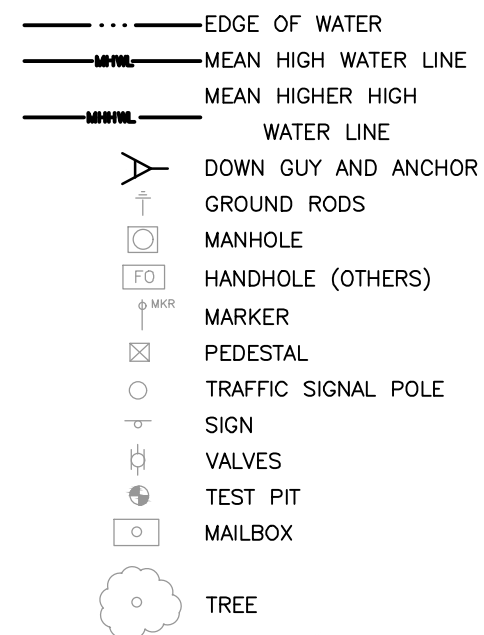 EDGE OF WATER
MHWL MEAN HIGH WATER LINE
MEAN HIGHER HIGH
MHHWL
WATER LINE
DOWN GUY AND ANCHOR
GROUND RODS
MANHOLE
FO HANDHOLE (OTHERS)
MKR
MARKER
PEDESTAL
TRAFFIC SIGNAL POLE
SIGN
VALVES
TEST PIT
MAILBOX
TREE